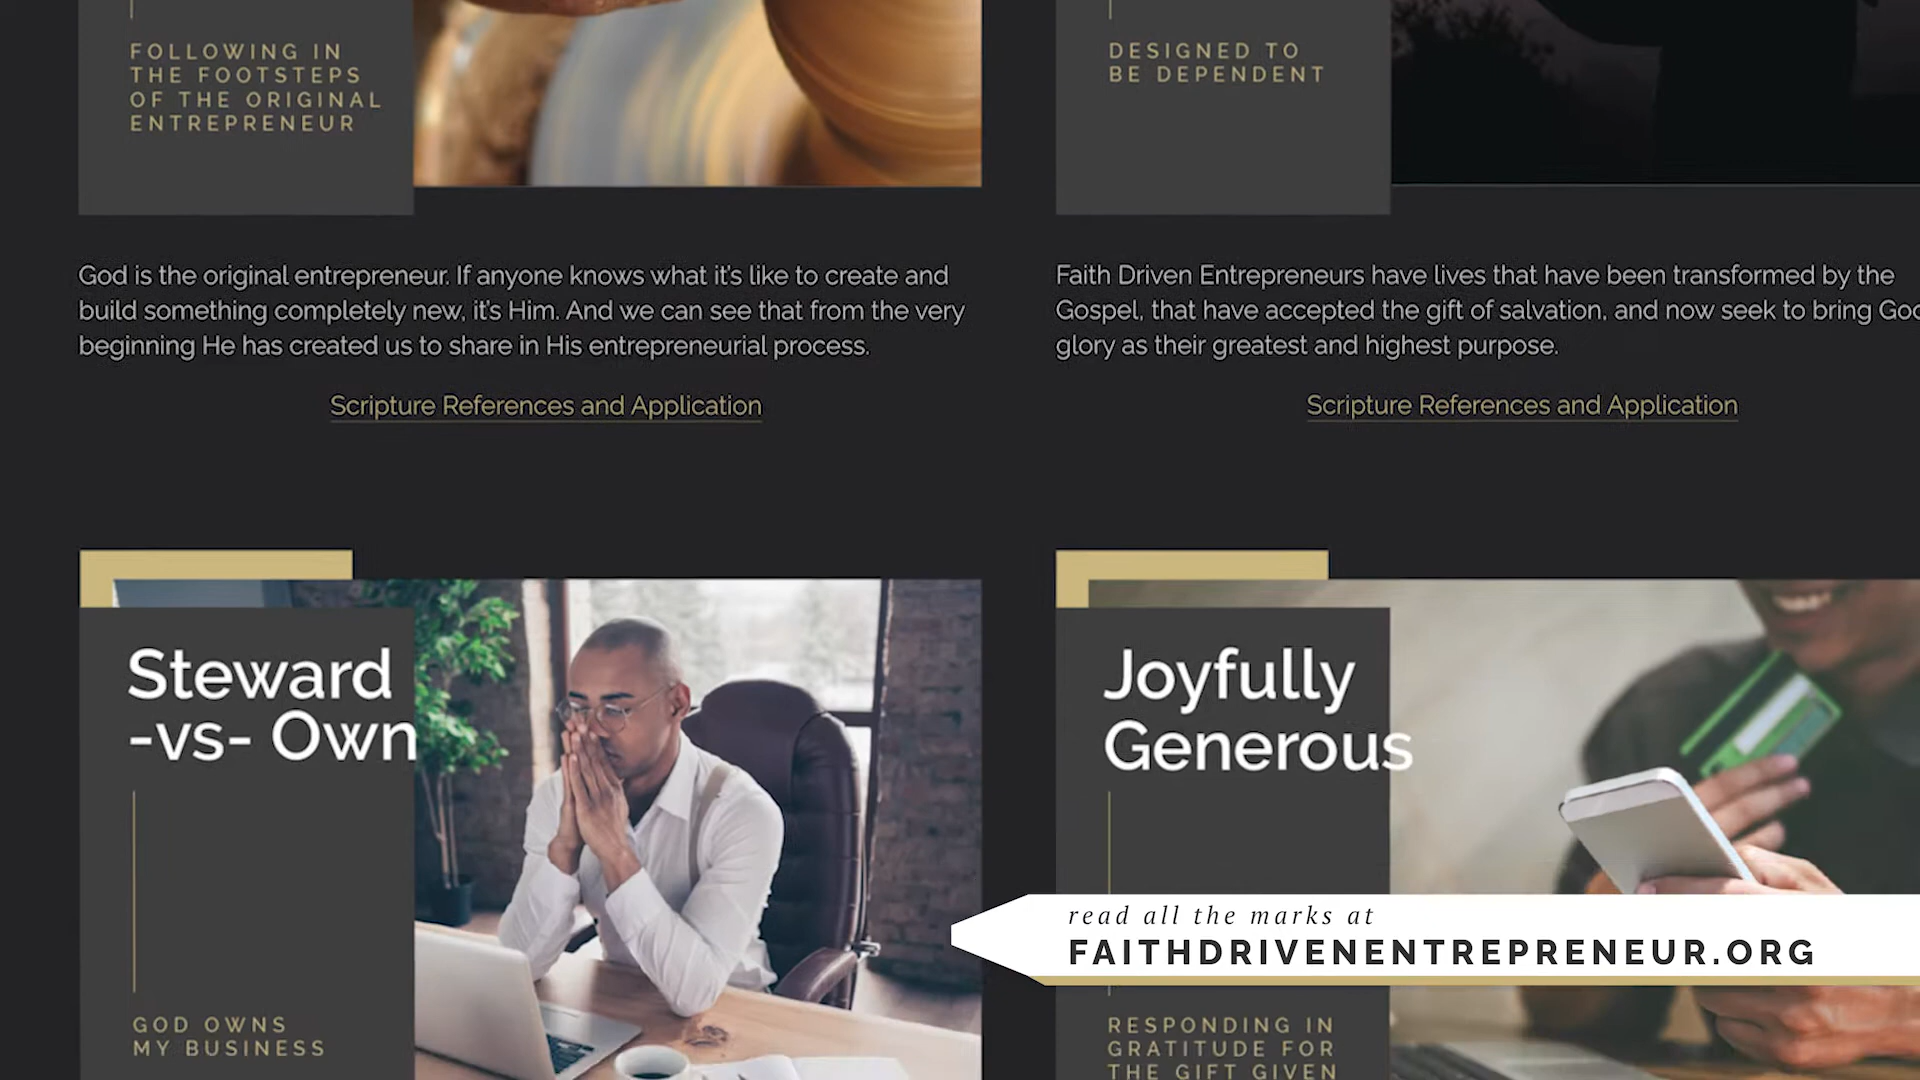 FOLLOWING IN
THE FOOTSTEPS
OF THE ORIGINAL
ENTREPRENEUR
God is the original entrepreneur. If anyone knows what it's like to create and
build something completely new, it's Him. And we can see that from the very
beginning He has created us to share in His entrepreneurial process.
Scripture References and Application
DESIGNED TO
BE DEPENDENT
Faith Driven Entrepreneurs have lives that have been transformed by the
Gospel, that have accepted the gift of salvation, and now seek to bring
glory as their greatest and highest purpose.
Scripture References and Application
Steward
-vs- Own
GOD OWNS
MY BUSINESS
Joyfully
Generous
RESPONDING IN
GRATITUDE FOR
THE GIFT GIVEN
read all the marks at
FAITHDRIVENENTREPRENEUR.ORG